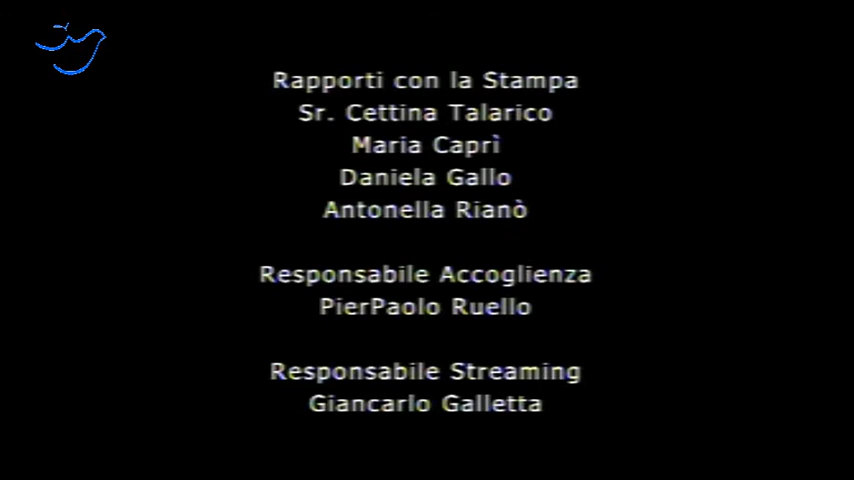 Rapporti con la Stampa
Sr. Cettina Talarico
Maria Caprì
Daniela Gallo
Antonella Rianò
Responsabile Accoglienza
PierPaolo Ruello
Responsabile Streaming
Giancarlo Galletta